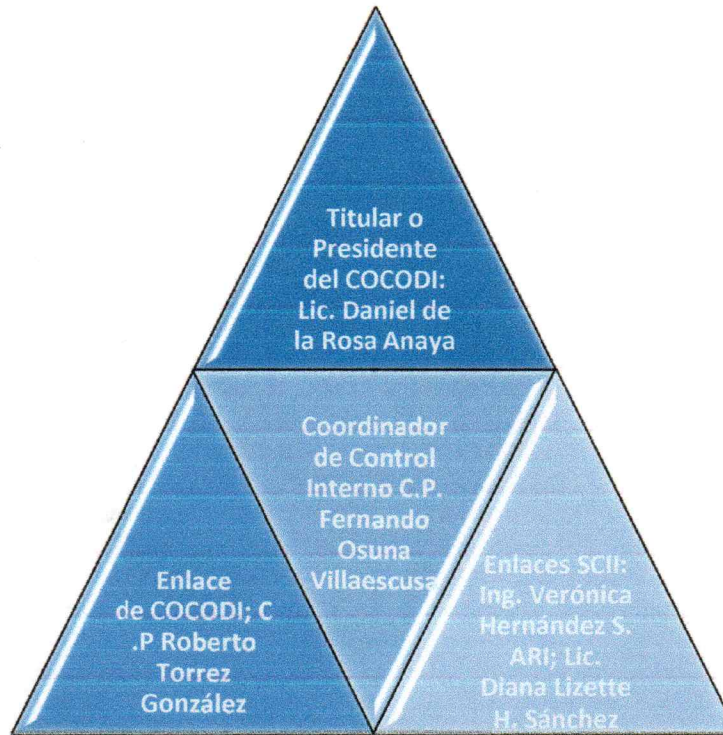 Titular o
Presidente
del COCODI:
Lic. Daniel de
la Rosa Anaya
Coordinador
de Control
Interno C.P.
Fernando
Osuna
Villaescusa
Enlace
de COCODI; C
.P Roberto
Torrez
González
Enlaces SCII:
Ing. Verónica
Hernández S.
ARI; Lic.
Diana Lizette
H. Sánchez